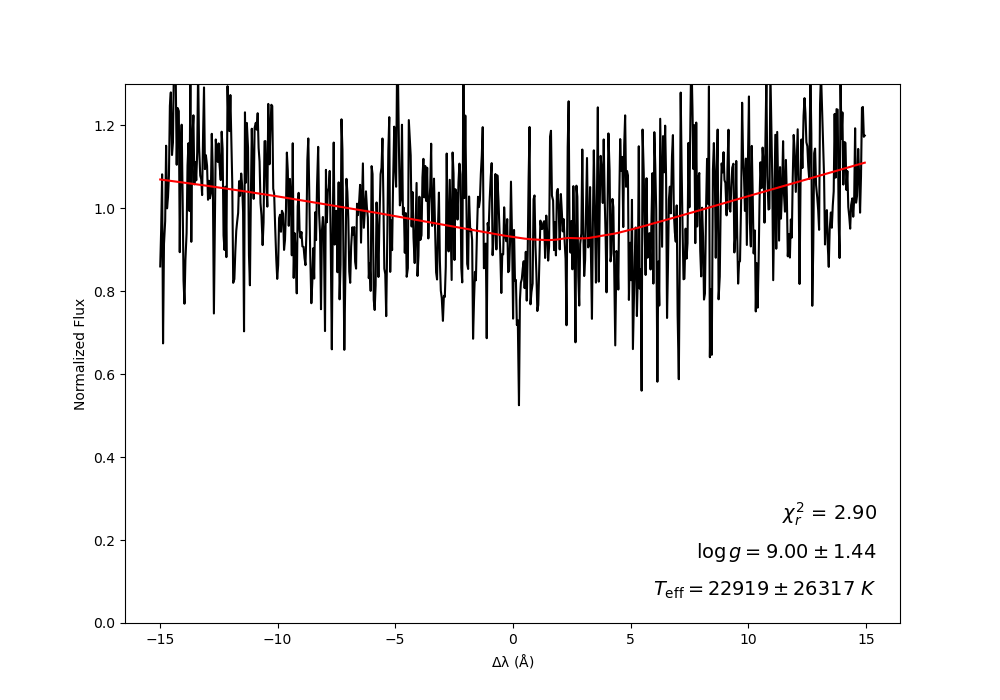 1.2
1.0
0.8
0.6
0.4
0.2
0.0
Normalized Flux
χ²ᵣ = 2.90
log g = 9.00 ± 1.44
T_eff = 22919 ± 26317 K
−15 −10 −5 0 5 10 15
Δλ (Å)